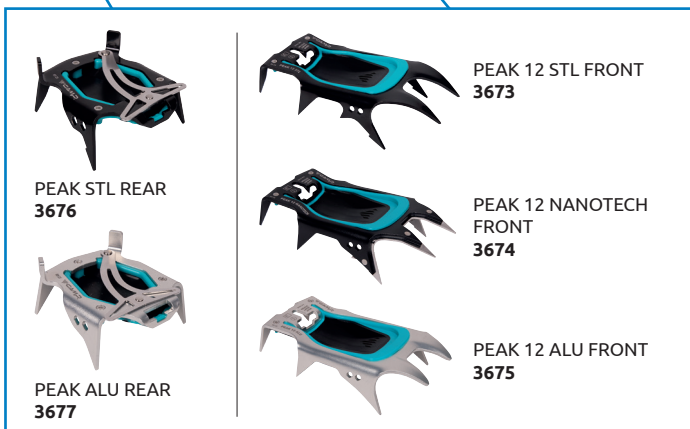 PEAK STL REAR
3676
PEAK ALU REAR
3677
PEAK 12 STL FRONT
3673
PEAK 12 NANOTECH
FRONT
3674
PEAK 12 ALU FRONT
3675